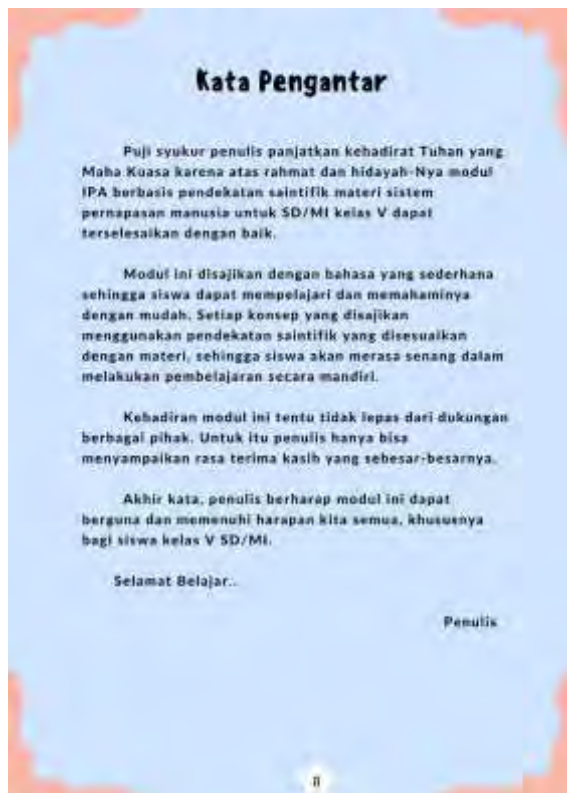 Kata Pengantar
Puji syukur penulis panjatkan kehadirat Tuhan yang
Maha Kuasa karena atas rahmat dan hidayah-Nya modul
IPA berbasis pendekatan saintifik materi sistem
pernapasan manusia untuk SD/MI kelas V dapat
terselesaikan dengan baik.
Modul ini disajikan dengan bahasa yang sederhana
sehingga siswa dapat mempelajari dan memahaminya
dengan mudah. Setiap konsep yang disajikan
menggunakan pendekatan saintifik yang disesuaikan
dengan materi, sehingga siswa akan merasa senang dalam
melakukan pembelajaran secara mandiri.
Kehadiran modul ini tentu tidak lepas dari dukungan
berbagai pihak. Untuk itu penulis hanya bisa
menyampaikan rasa terima kasih yang sebesar-besarnya.
Akhir kata, penulis berharap modul ini dapat
berguna dan memenuhi harapan kita semua, khususnya
bagi siswa kelas V SD/MI.
Selamat Belajar..
Penulis